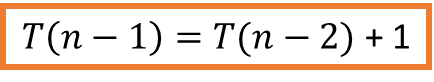 T(n − 1) = T(n − 2) + 1